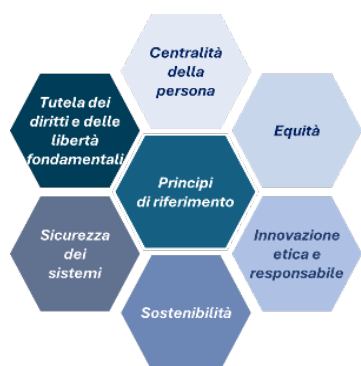 Centralità
della
persona
Tutela dei
diritti e delle
libertà
fondamentali
Equità
Principi
di riferimento
Sicurezza
dei
sistemi
Innovazione
etica e
responsabile
Sostenibilità